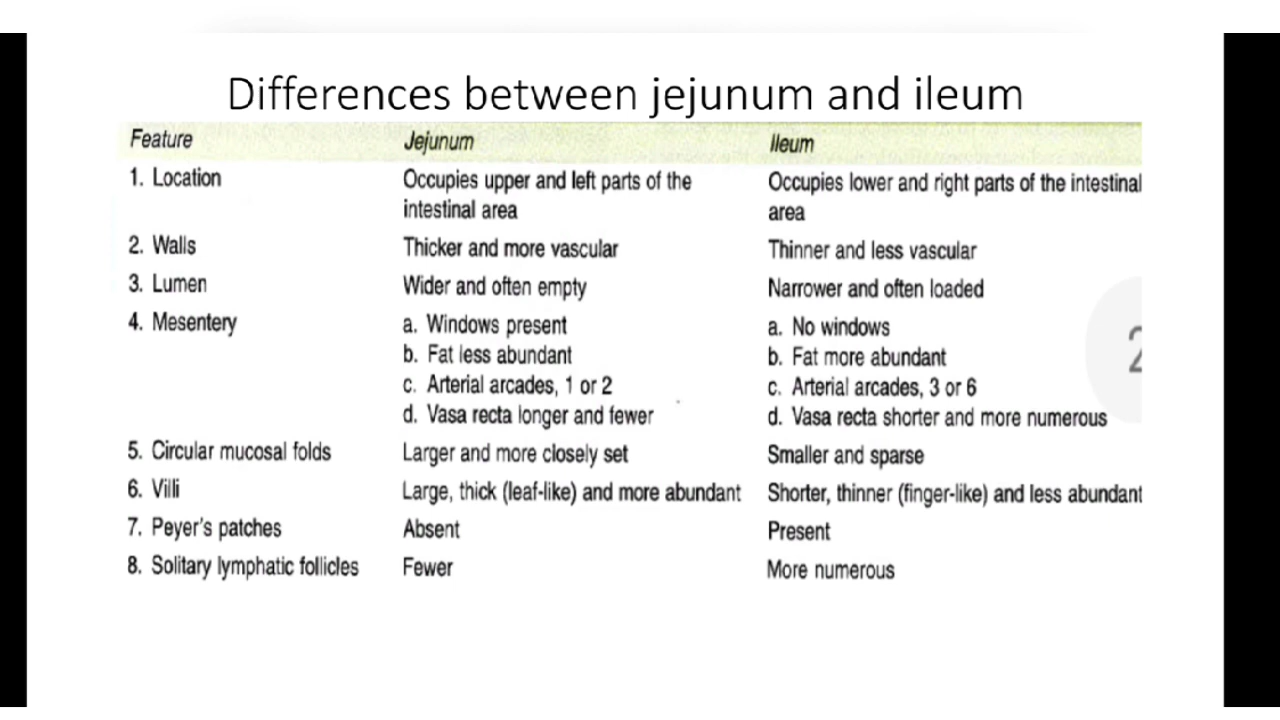 Differences between jejunum and ileum
Feature Jejunum Ileum
1. Location Occupies upper and left parts of the Occupies lower and right parts of the intestinal
intestinal area area
2. Walls Thicker and more vascular Thinner and less vascular
3. Lumen Wider and often empty Narrower and often loaded
4. Mesentery a. Windows present a. No windows
b. Fat less abundant b. Fat more abundant
c. Arterial arcades, 1 or 2 c. Arterial arcades, 3 or 6
d. Vasa recta longer and fewer d. Vasa recta shorter and more numerous
5. Circular mucosal folds Larger and more closely set Smaller and sparse
6. Villi Large, thick (leaf-like) and more abundant Shorter, thinner (finger-like) and less abundant
7. Peyer's patches Absent Present
8. Solitary lymphatic follicles Fewer More numerous